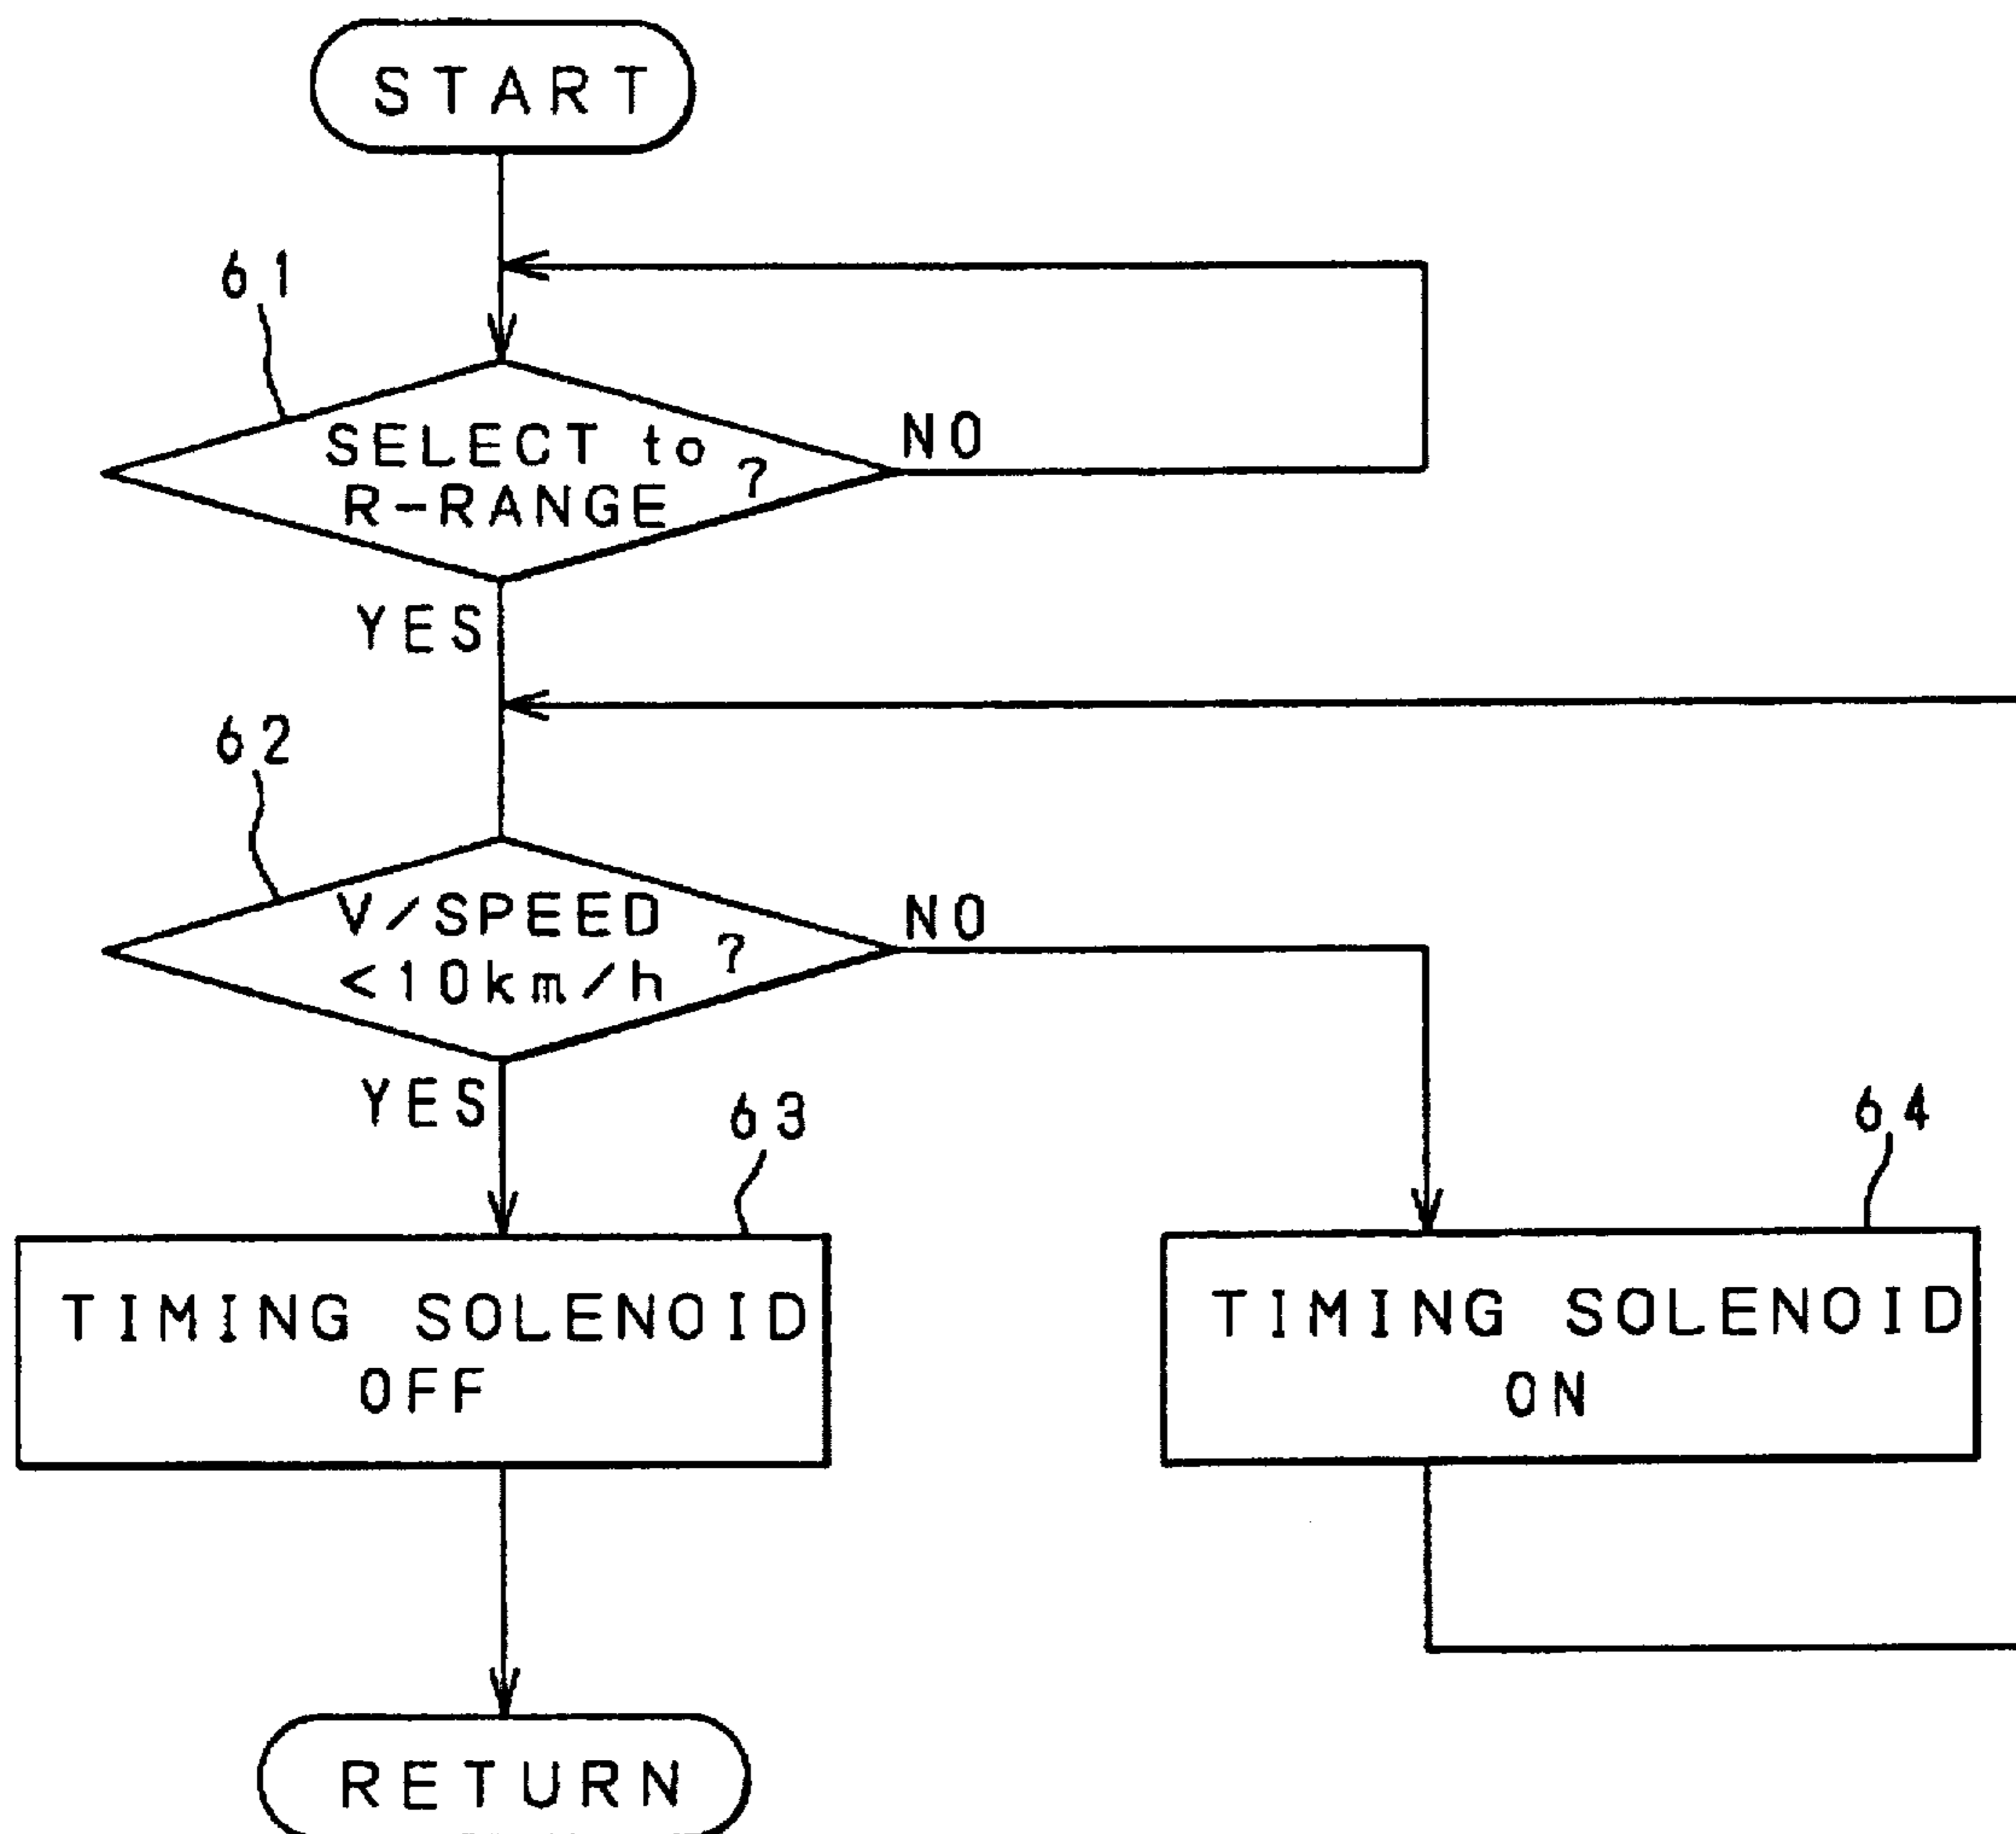 START
61
SELECT to
R-RANGE ?
NO
YES
62
V/SPEED
<10km/h ?
NO
YES
63
64
TIMING SOLENOID
OFF
TIMING SOLENOID
ON
RETURN